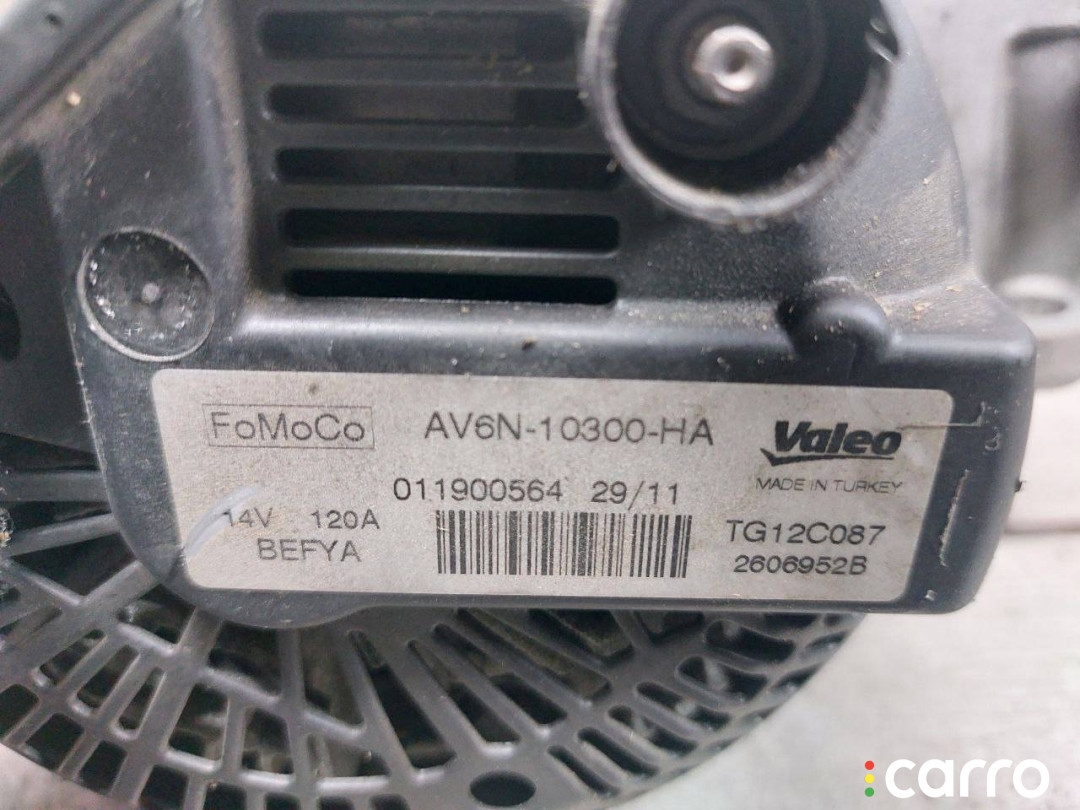 FoMoCo AV6N-10300-HA Valeo
MADE IN TURKEY
011900564 29/11
14V 120A
BEFYA
TG12C087
2606952B
carro